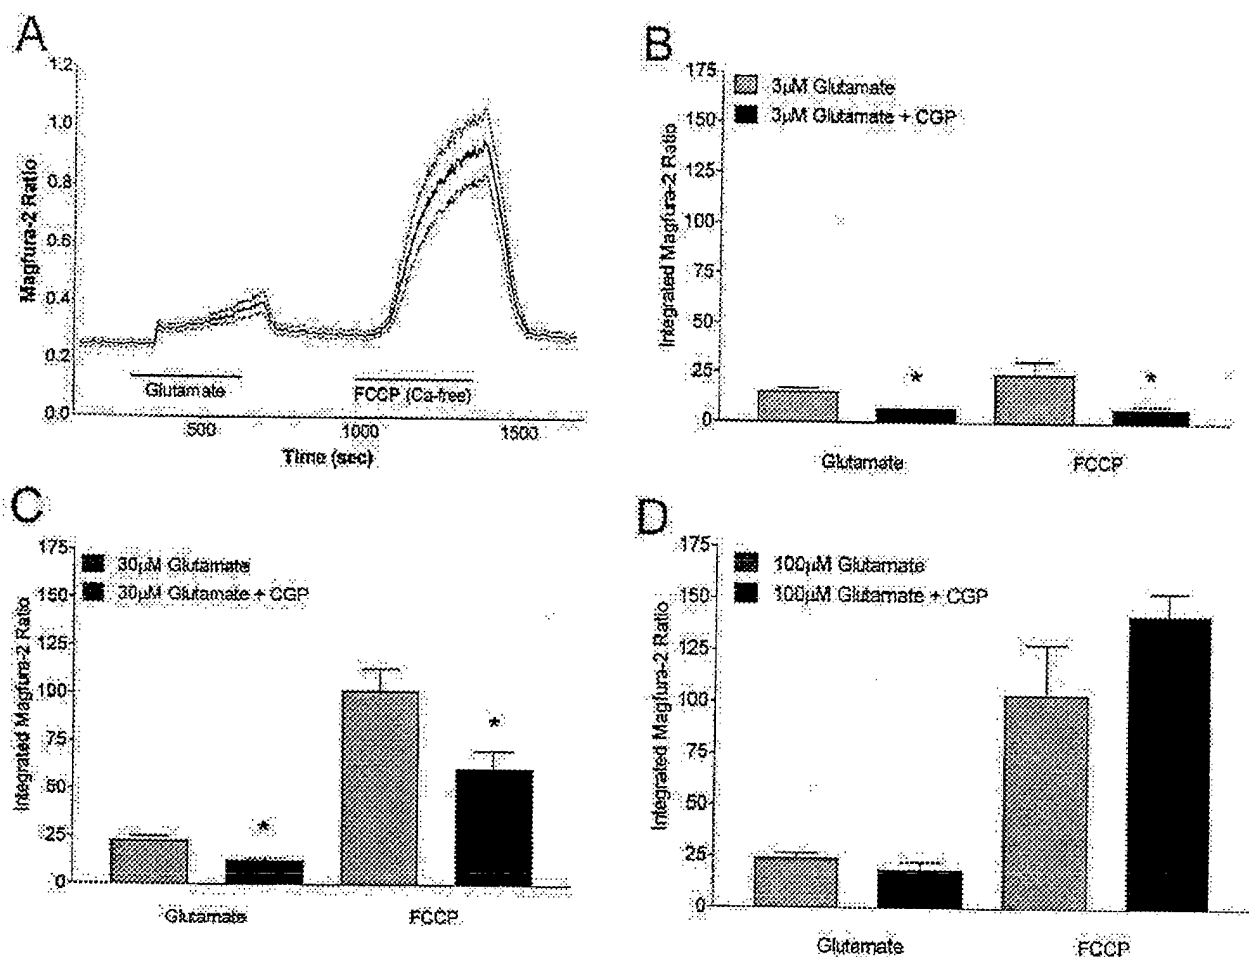 A
1.2
1.0
0.8
0.6
0.4
0.2
0.0
Magfura-2 Ratio
Glutamate
FCCP (Ca-free)
500
1000
1500
Time (sec)
B
175
150
125
100
75
50
25
0
Integrated Magfura-2 Ratio
3µM Glutamate
3µM Glutamate + CGP
*
*
Glutamate
FCCP
C
175
150
125
100
75
50
25
0
Integrated Magfura-2 Ratio
30µM Glutamate
30µM Glutamate + CGP
*
*
Glutamate
FCCP
D
175
150
125
100
75
50
25
0
Integrated Magfura-2 Ratio
100µM Glutamate
100µM Glutamate + CGP
Glutamate
FCCP